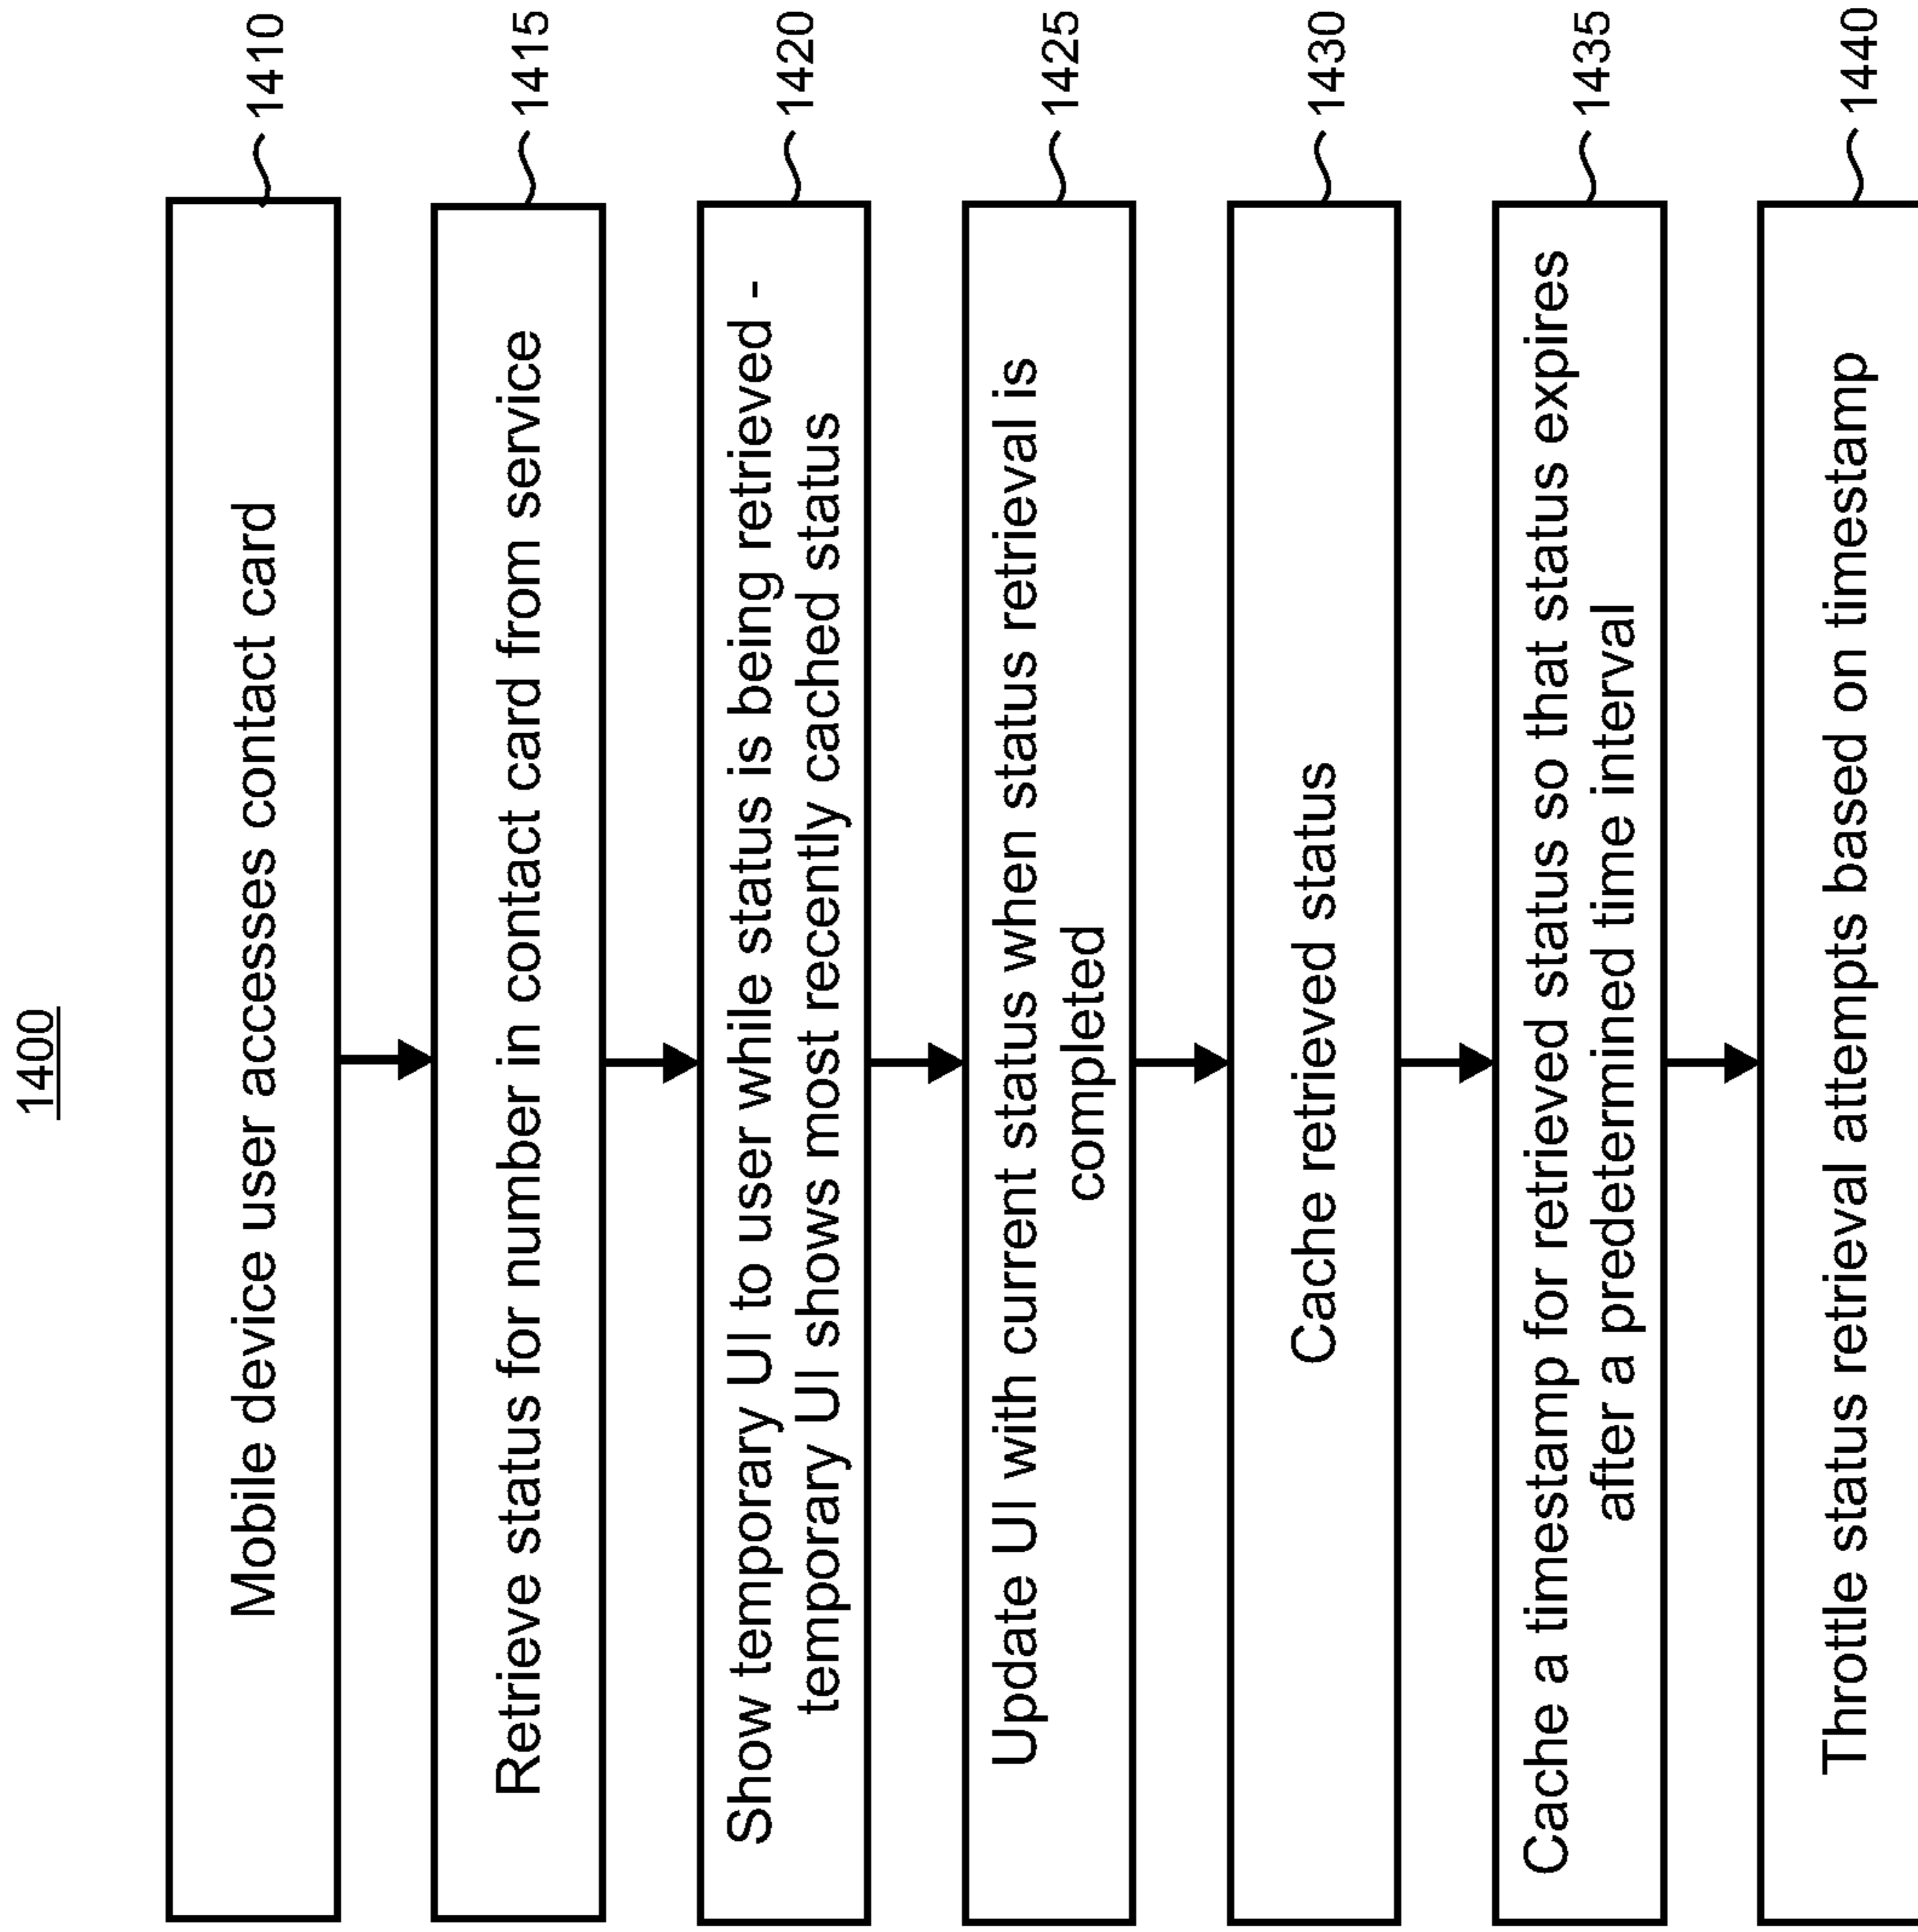 1400
Mobile device user accesses contact card
1410
Retrieve status for number in contact card from service
1415
Show temporary UI to user while status is being retrieved -
temporary UI shows most recently cached status
1420
Update UI with current status when status retrieval is
completed
1425
Cache retrieved status
1430
Cache a timestamp for retrieved status so that status expires
after a predetermined time interval
1435
Throttle status retrieval attempts based on timestamp
1440